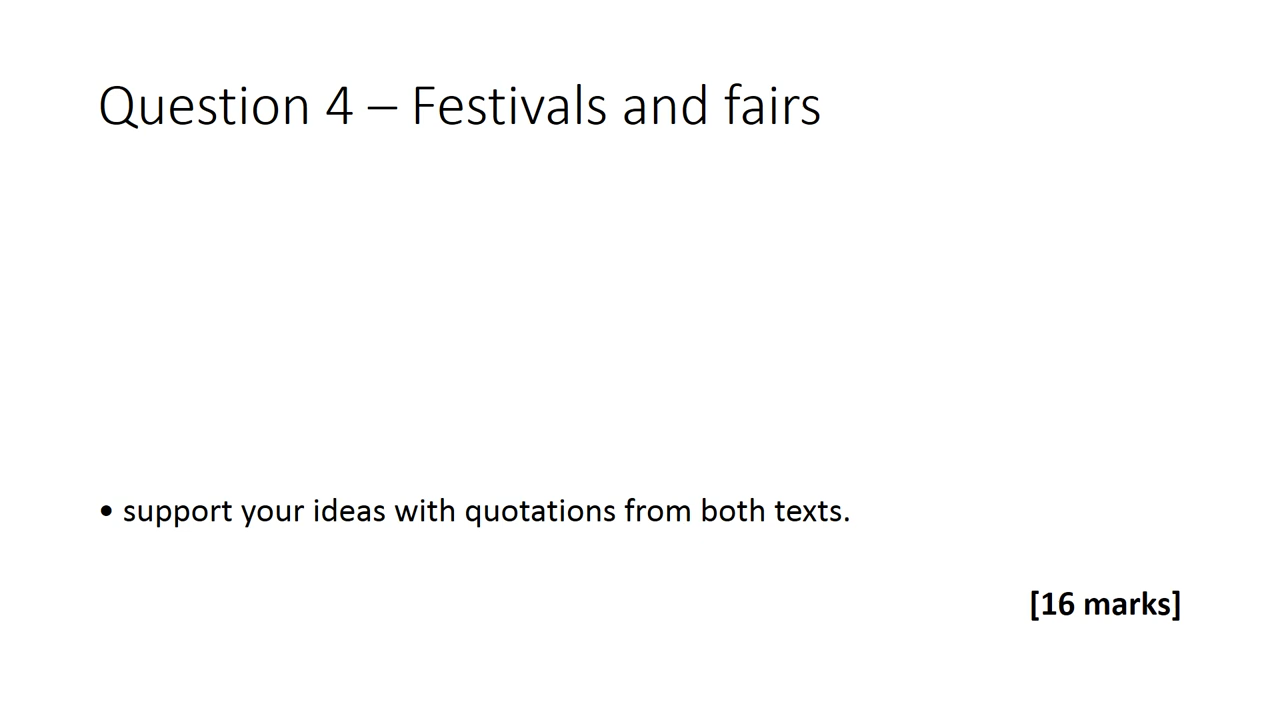 Question 4 – Festivals and fairs
• support your ideas with quotations from both texts.
[16 marks]